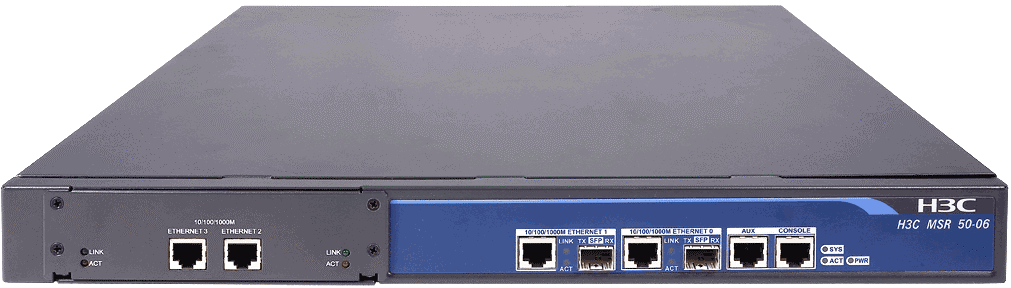 H3C
H3C MSR 50-06
10/100/1000M
ETHERNET 3 ETHERNET 2
LINK
ACT
LINK
ACT
10/100/1000M ETHERNET 1
LINK TX SFP RX
ACT
10/100/1000M ETHERNET 0
LINK TX SFP RX
ACT
AUX CONSOLE
SYS
ACT PWR